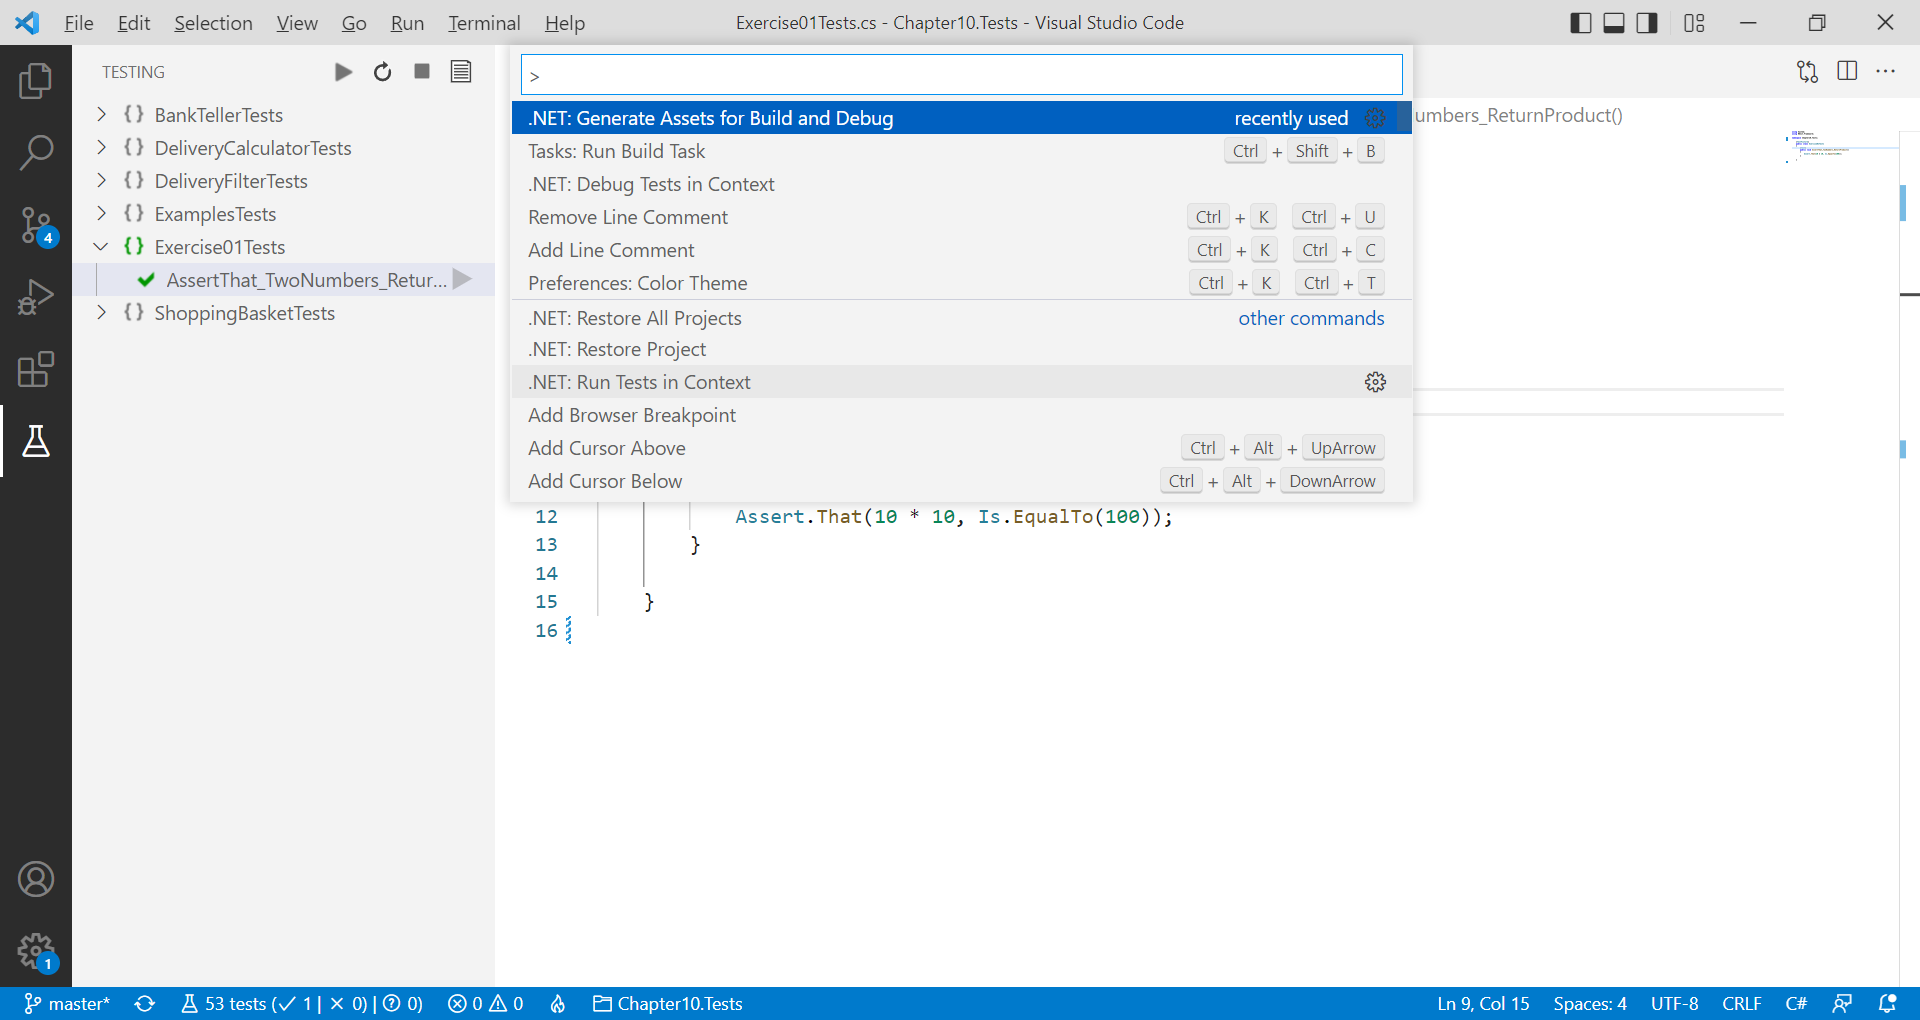 File Edit Selection View Go Run Terminal Help Exercise01Tests.cs - Chapter10.Tests - Visual Studio Code
TESTING
BankTellerTests
DeliveryCalculatorTests
DeliveryFilterTests
ExamplesTests
Exercise01Tests
AssertThat_TwoNumbers_Retur...
ShoppingBasketTests
4
1
>
.NET: Generate Assets for Build and Debug recently used
Tasks: Run Build Task Ctrl + Shift + B
.NET: Debug Tests in Context
Remove Line Comment Ctrl + K Ctrl + U
Add Line Comment Ctrl + K Ctrl + C
Preferences: Color Theme Ctrl + K Ctrl + T
.NET: Restore All Projects other commands
.NET: Restore Project
.NET: Run Tests in Context
Add Browser Breakpoint
Add Cursor Above Ctrl + Alt + UpArrow
Add Cursor Below Ctrl + Alt + DownArrow
umbers_ReturnProduct()
12 Assert.That(10 * 10, Is.EqualTo(100));
13 }
14
15 }
16
master* 53 tests (✓ 1 | × 0) | ? 0) 0 0 Chapter10.Tests Ln 9, Col 15 Spaces: 4 UTF-8 CRLF C#